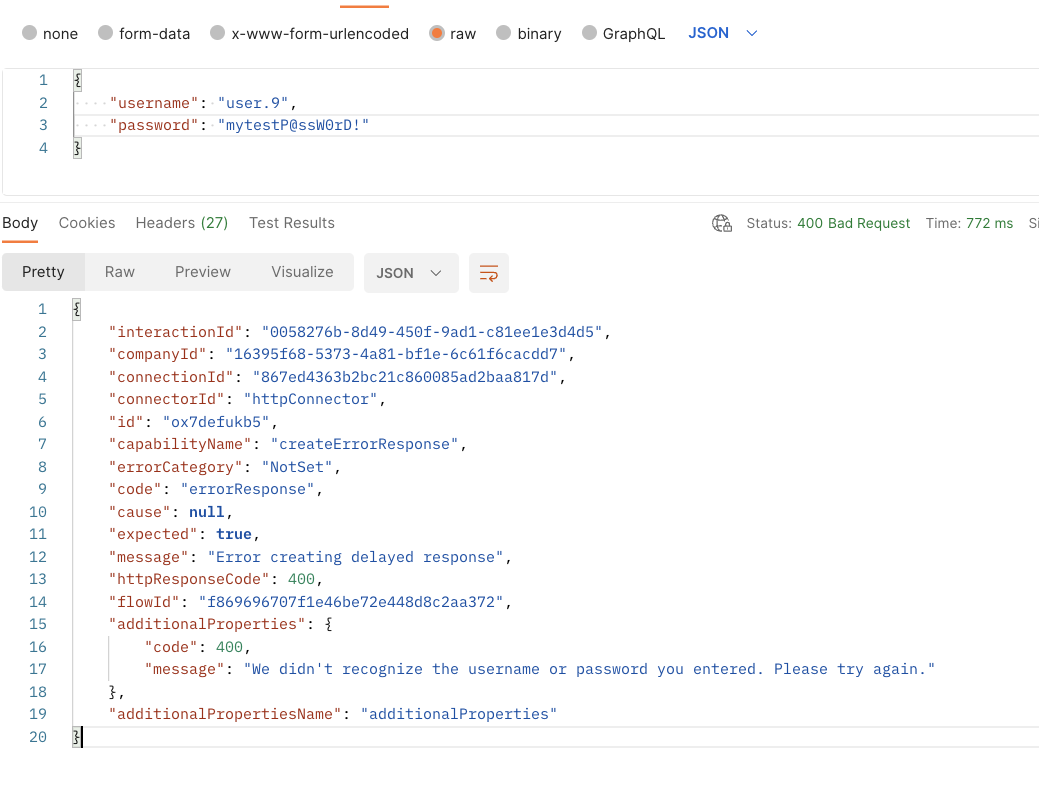 none form-data x-www-form-urlencoded raw binary GraphQL JSON
1 {
2 "username": "user.9",
3 "password": "mytestP@ssW0rD!"
4 }
Body Cookies Headers (27) Test Results Status: 400 Bad Request Time: 772 ms Si
Pretty Raw Preview Visualize JSON
1 {
2 "interactionId": "0058276b-8d49-450f-9ad1-c81ee1e3d4d5",
3 "companyId": "16395f68-5373-4a81-bf1e-6c61f6cacdd7",
4 "connectionId": "867ed4363b2bc21c860085ad2baa817d",
5 "connectorId": "httpConnector",
6 "id": "ox7defukb5",
7 "capabilityName": "createErrorResponse",
8 "errorCategory": "NotSet",
9 "code": "errorResponse",
10 "cause": null,
11 "expected": true,
12 "message": "Error creating delayed response",
13 "httpResponseCode": 400,
14 "flowId": "f869696707f1e46be72e448d8c2aa372",
15 "additionalProperties": {
16 "code": 400,
17 "message": "We didn't recognize the username or password you entered. Please try again."
18 },
19 "additionalPropertiesName": "additionalProperties"
20 }